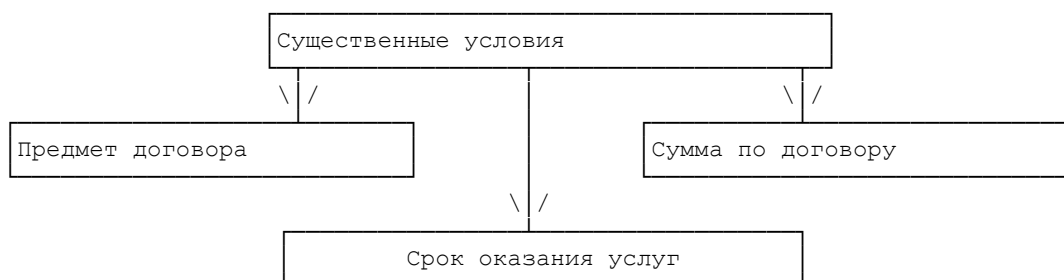 Существенные условия
Предмет договора
Сумма по договору
Срок оказания услуг